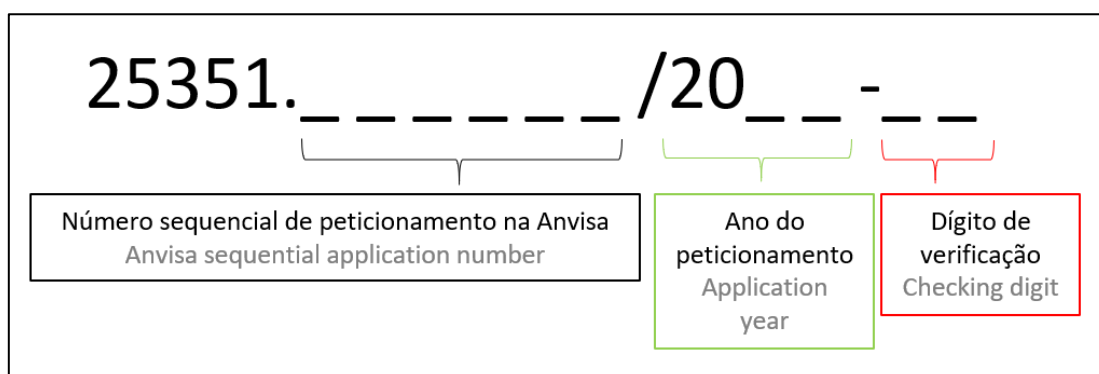 25351._ _ _ _ _ _ /20_ _ -_ _
Número sequencial de peticionamento na Anvisa
Anvisa sequential application number
Ano do
peticionamento
Application
year
Dígito de
verificação
Checking digit